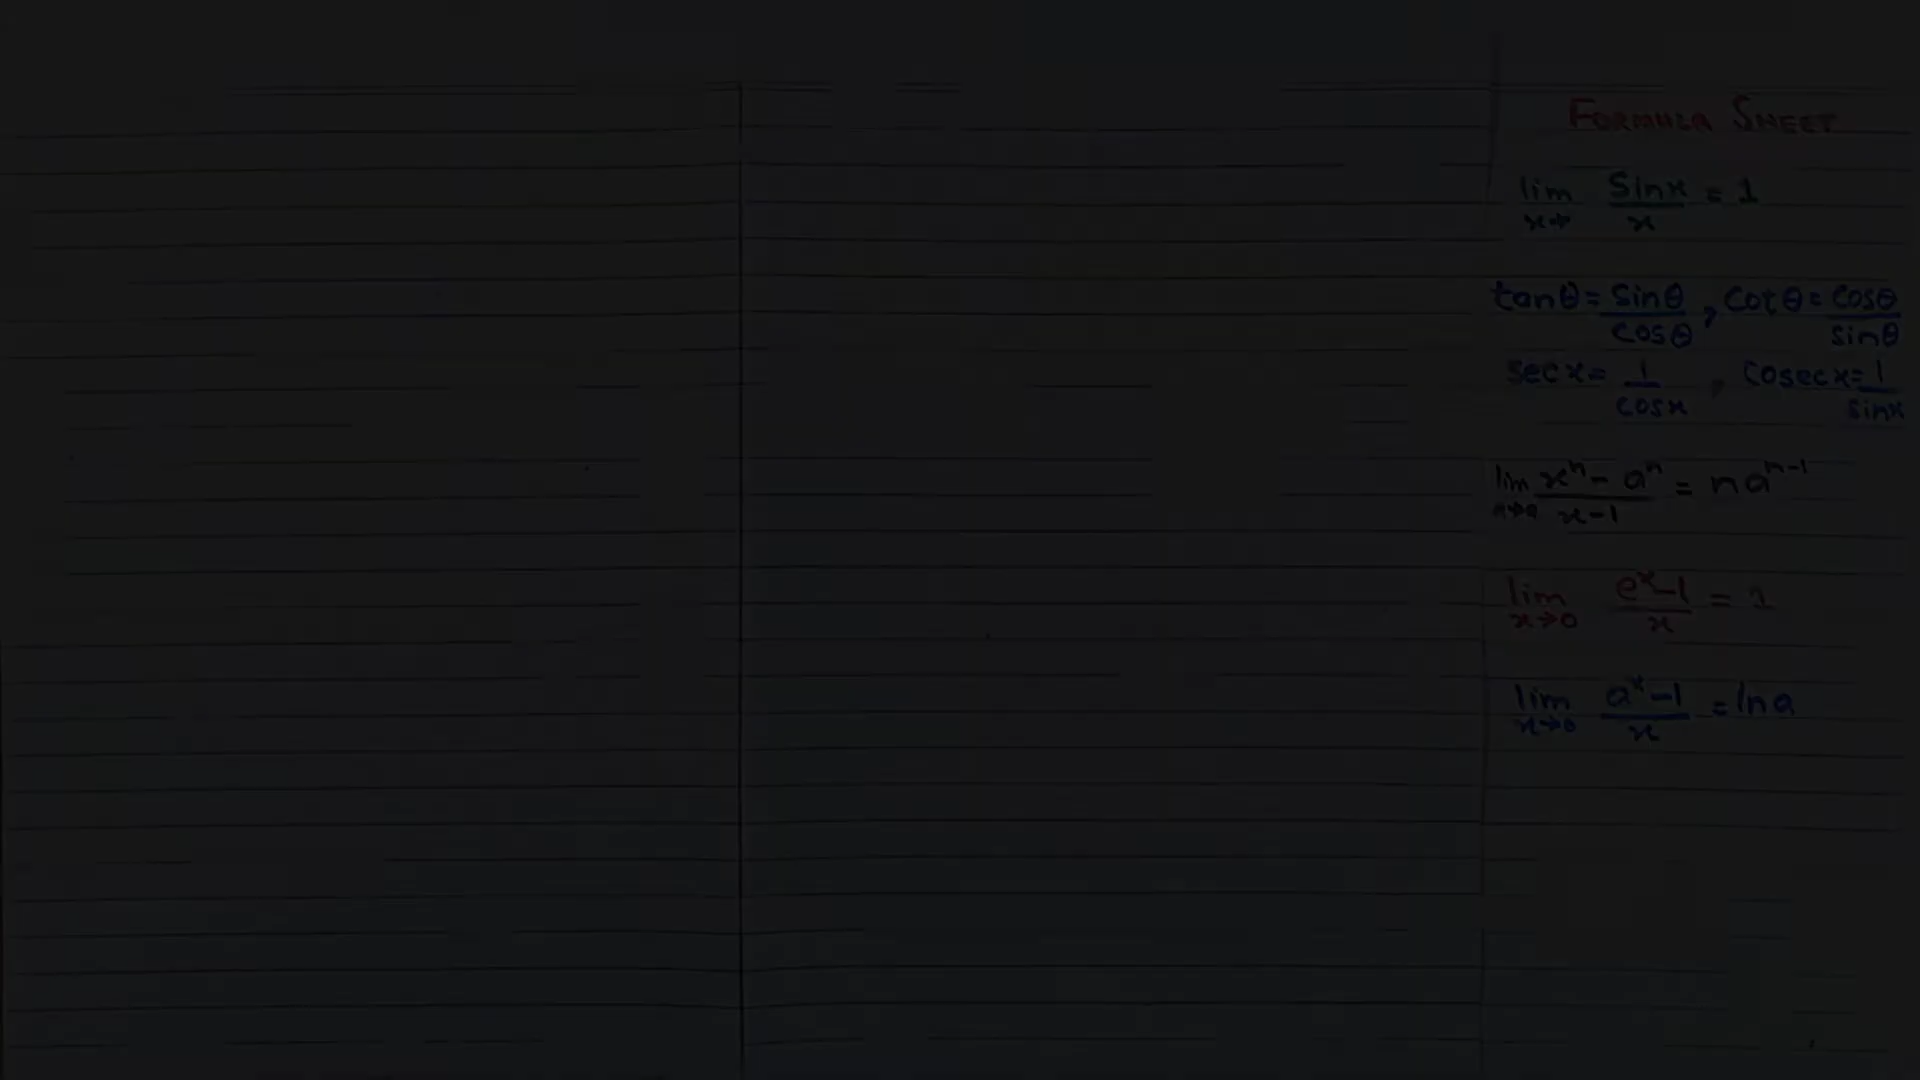 FORMULA SHEET
lim sinx/x = 1
x→
tanθ = sinθ/cosθ, cotθ = cosθ/sinθ
secx = 1/cosx, cosecx = 1/sinx
lim xⁿ - aⁿ/x-1 = naⁿ⁻¹
lim eˣ-1/x = 1
x→0
lim aˣ-1/x = ln a
x→0